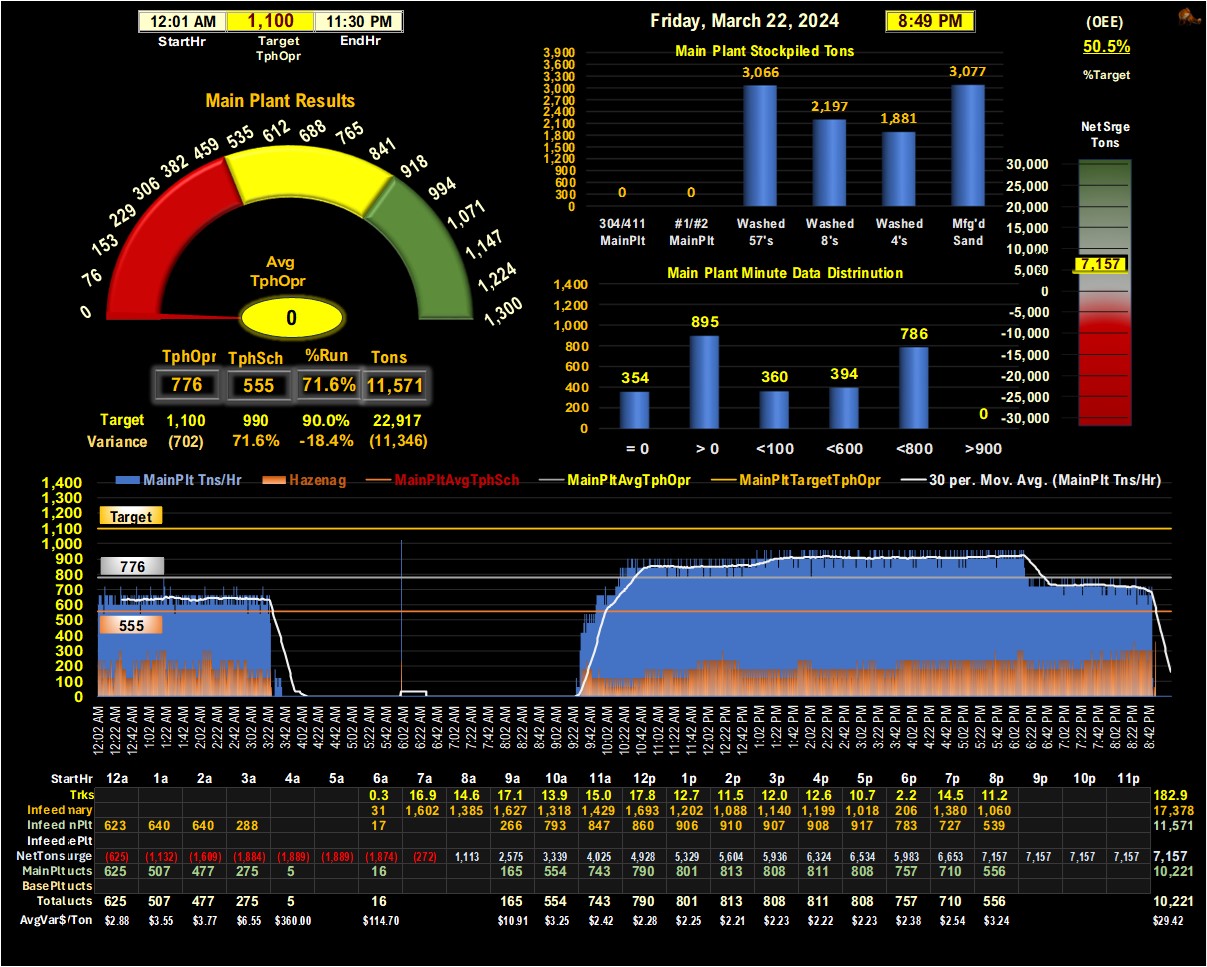 12:01 AM 1,100 11:30 PM
StartHr Target TphOpr EndHr
Friday, March 22, 2024 8:49 PM
(OEE)
50.5%
%Target
Main Plant Results
0 76 153 229 306 382 459 535 612 688 765 841 918 994 1,071 1,147 1,224 1,300
Avg
TphOpr
0
TphOpr TphSch %Run Tons
776 555 71.6% 11,571
Target 1,100 990 90.0% 22,917
Variance (702) 71.6% -18.4% (11,346)
Main Plant Stockpiled Tons
3,900
3,600
3,300
3,000
2,700
2,400
2,100
1,800
1,500
1,200
900
600
300
0
0 0 3,066 2,197 1,881 3,077
304/411 #1/#2 Washed Washed Washed Mfg'd
MainPlt MainPlt 57's 8's 4's Sand
Main Plant Minute Data Distrinution
1,400
1,200
1,000
800
600
400
200
0
354 895 360 394 786 0
= 0 > 0 <100 <600 <800 >900
Net Srge
Tons
30,000
25,000
20,000
15,000
10,000
5,000
0
-5,000
-10,000
-15,000
-20,000
-25,000
-30,000
7,157
MainPlt Tns/Hr Hazenag MainPltAvgTphSch MainPltAvgTphOpr MainPltTargetTphOpr 30 per. Mov. Avg. (MainPlt Tns/Hr)
1,400
1,300
1,200
1,100
1,000
900
800
700
600
500
400
300
200
100
0
Target
776
555
12:02 AM 12:22 AM 12:42 AM 1:02 AM 1:22 AM 1:42 AM 2:02 AM 2:22 AM 2:42 AM 3:02 AM 3:22 AM 3:42 AM 4:02 AM 4:22 AM 4:42 AM 5:02 AM 5:22 AM 5:42 AM 6:02 AM 6:22 AM 6:42 AM 7:02 AM 7:22 AM 7:42 AM 8:02 AM 8:22 AM 8:42 AM 9:02 AM 9:22 AM 9:42 AM 10:02 AM 10:22 AM 10:42 AM 11:02 AM 11:22 AM 11:42 AM 12:02 PM 12:22 PM 12:42 PM 1:02 PM 1:22 PM 1:42 PM 2:02 PM 2:22 PM 2:42 PM 3:02 PM 3:22 PM 3:42 PM 4:02 PM 4:22 PM 4:42 PM 5:02 PM 5:22 PM 5:42 PM 6:02 PM 6:22 PM 6:42 PM 7:02 PM 7:22 PM 7:42 PM 8:02 PM 8:22 PM 8:42 PM
StartHr 12a 1a 2a 3a 4a 5a 6a 7a 8a 9a 10a 11a 12p 1p 2p 3p 4p 5p 6p 7p 8p 9p 10p 11p
Trks 0.3 16.9 14.6 17.1 13.9 15.0 17.8 12.7 11.5 12.0 12.6 10.7 2.2 14.5 11.2 182.9
Infeed nary 31 1,602 1,385 1,627 1,318 1,429 1,693 1,202 1,088 1,140 1,199 1,018 206 1,380 1,060 17,378
Infeed nPlt 623 640 640 288 17 266 793 847 860 906 910 907 908 917 783 727 539 11,571
Infeed ePlt
NetTons urge (625) (1,132) (1,609) (1,884) (1,889) (1,889) (1,874) (272) 1,113 2,575 3,339 4,025 4,928 5,329 5,604 5,936 6,324 6,534 5,983 6,653 7,157 7,157 7,157 7,157 7,157
MainPlt ucts 625 507 477 275 5 16 165 554 743 790 801 813 808 811 808 757 710 556 10,221
BasePlt ucts
Total ucts 625 507 477 275 5 16 165 554 743 790 801 813 808 811 808 757 710 556 10,221
AvgVar$/Ton $2.88 $3.55 $3.77 $6.55 $360.00 $114.70 $10.91 $3.25 $2.42 $2.28 $2.25 $2.21 $2.23 $2.22 $2.23 $2.38 $2.54 $3.24 $29.42